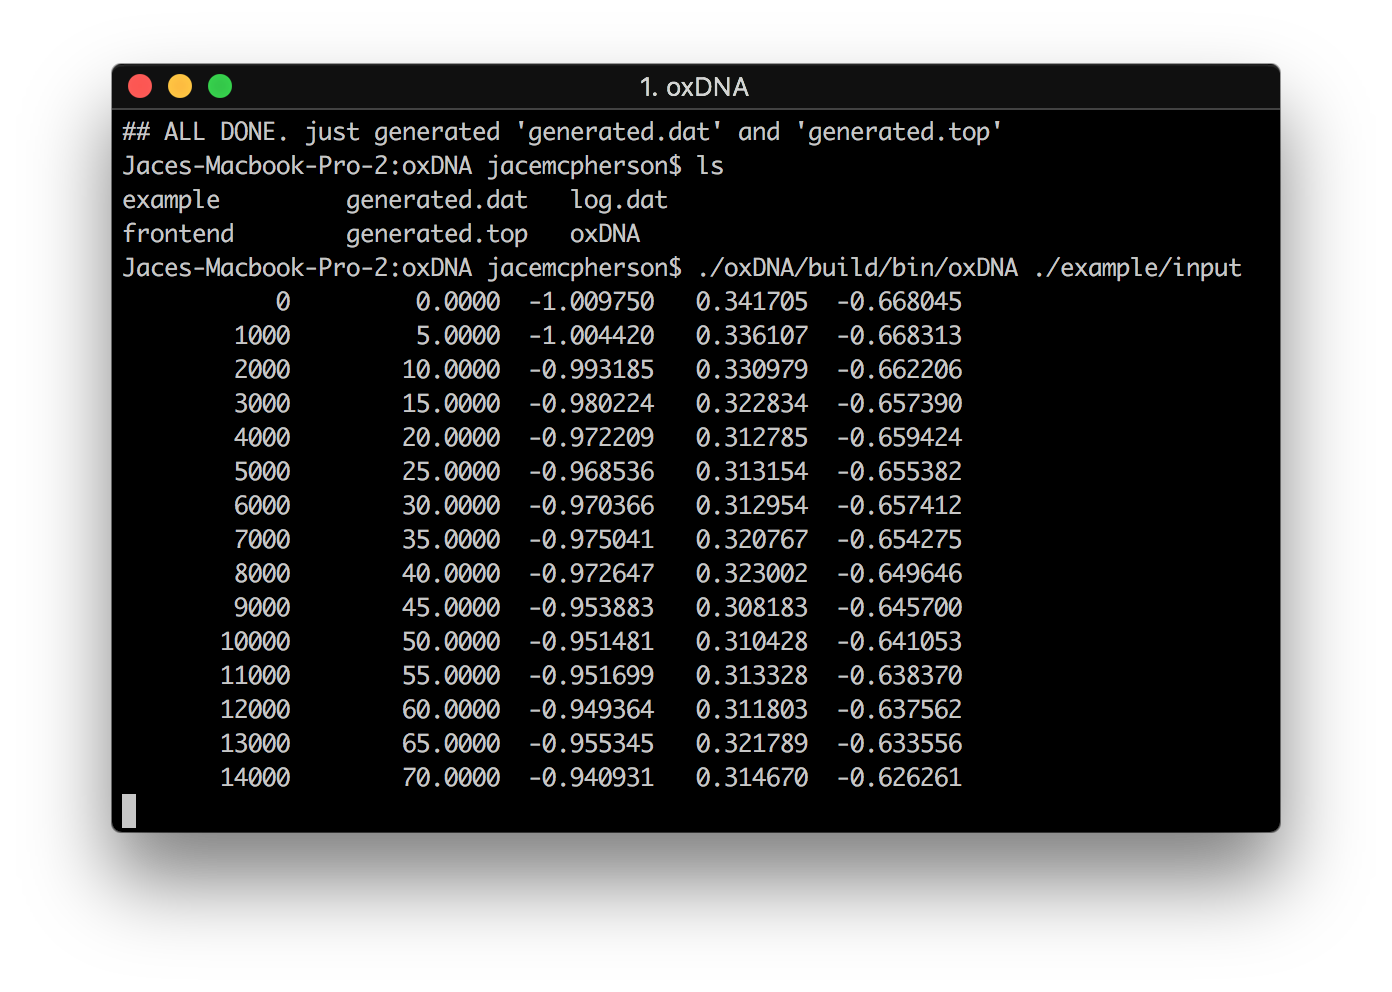 1. oxDNA
## ALL DONE. just generated 'generated.dat' and 'generated.top'
Jaces-Macbook-Pro-2:oxDNA jacemcpherson$ ls
example         generated.dat   log.dat
frontend        generated.top   oxDNA
Jaces-Macbook-Pro-2:oxDNA jacemcpherson$ ./oxDNA/build/bin/oxDNA ./example/input
           0         0.0000  -1.009750   0.341705  -0.668045
        1000         5.0000  -1.004420   0.336107  -0.668313
        2000        10.0000  -0.993185   0.330979  -0.662206
        3000        15.0000  -0.980224   0.322834  -0.657390
        4000        20.0000  -0.972209   0.312785  -0.659424
        5000        25.0000  -0.968536   0.313154  -0.655382
        6000        30.0000  -0.970366   0.312954  -0.657412
        7000        35.0000  -0.975041   0.320767  -0.654275
        8000        40.0000  -0.972647   0.323002  -0.649646
        9000        45.0000  -0.953883   0.308183  -0.645700
       10000        50.0000  -0.951481   0.310428  -0.641053
       11000        55.0000  -0.951699   0.313328  -0.638370
       12000        60.0000  -0.949364   0.311803  -0.637562
       13000        65.0000  -0.955345   0.321789  -0.633556
       14000        70.0000  -0.940931   0.314670  -0.626261